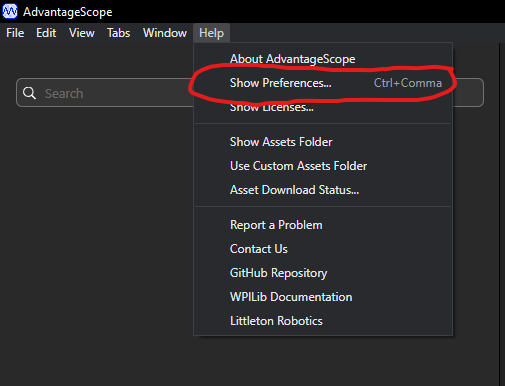 AdvantageScope
File Edit View Tabs Window Help
About AdvantageScope
Search
Show Preferences... Ctrl+Comma
Show Licenses...
Show Assets Folder
Use Custom Assets Folder
Asset Download Status...
Report a Problem
Contact Us
GitHub Repository
WPILib Documentation
Littleton Robotics